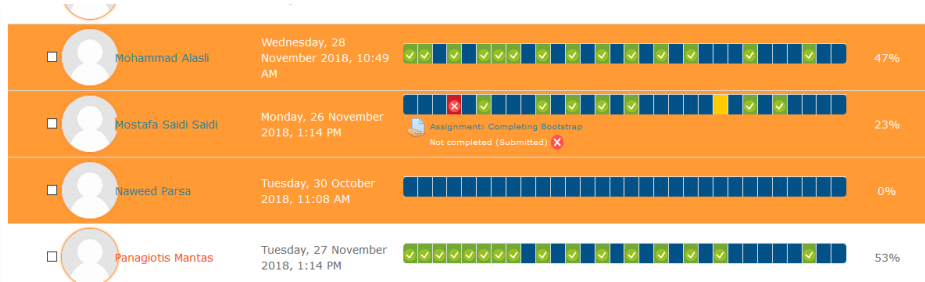 Mohammad Alasli
Wednesday, 28
November 2018, 10:49
AM
47%
Mostafa Saidi Saidi
Monday, 26 November
2018, 1:14 PM
Assignment: Completing Bootstrap
Not completed (Submitted)
23%
Naweed Parsa
Tuesday, 30 October
2018, 11:08 AM
0%
Panagiotis Mantas
Tuesday, 27 November
2018, 1:14 PM
53%